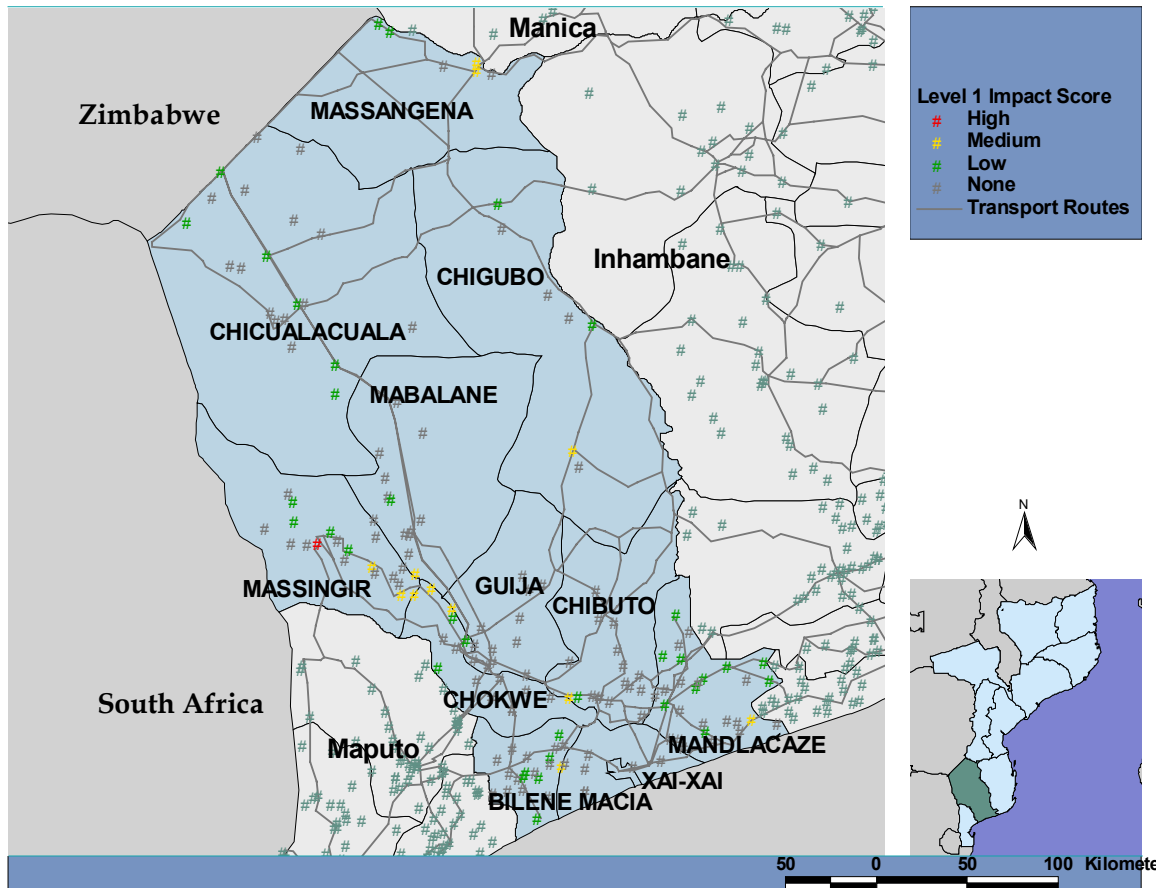 Manica
Zimbabwe
MASSANGENA
Level 1 Impact Score
# High
# Medium
# Low
# None
Transport Routes
Inhambane
CHIGUBO
CHICUALACUALA
MABALANE
N
MASSINGIR
GUIJA
CHIBUTO
South Africa
CHOKWE
Maputo
MANDLACAZE
XAI-XAI
BILENE MACIA
50 0 50 100 Kilomete